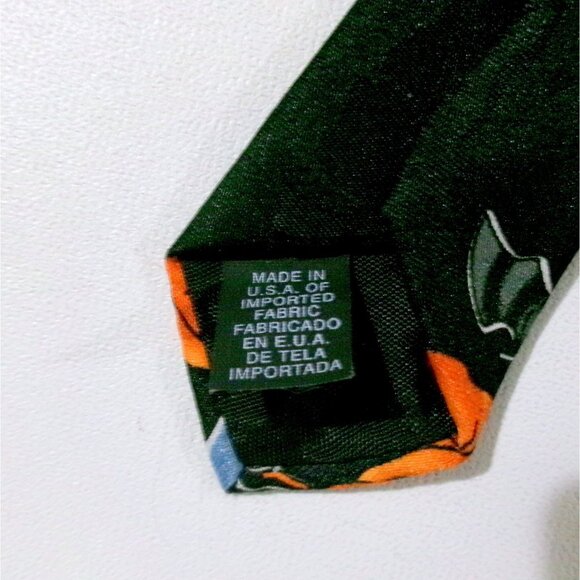 MADE IN
U.S.A. OF
IMPORTED
FABRIC
FABRICADO
EN E.U.A.
DE TELA
IMPORTADA